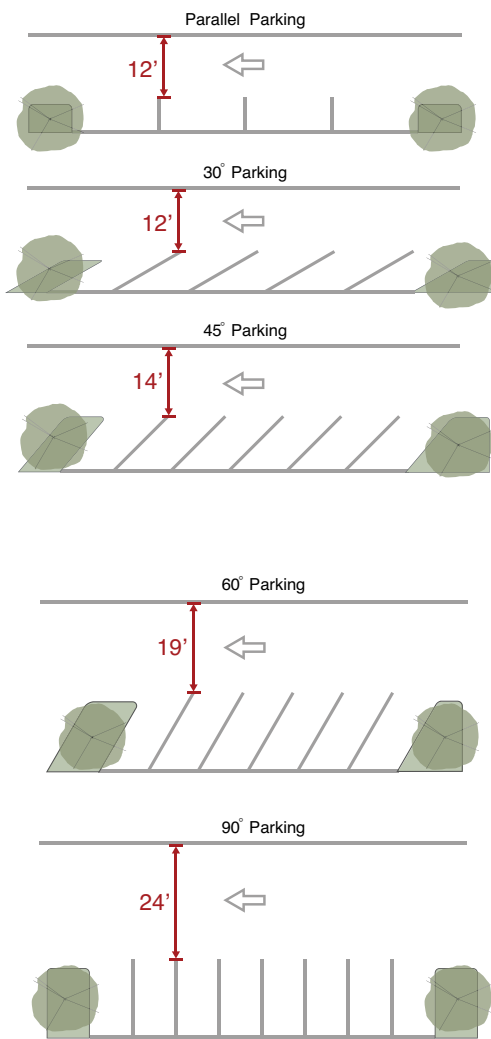 Parallel Parking
12’
30° Parking
12’
45° Parking
14’
60° Parking
19’
90° Parking
24’